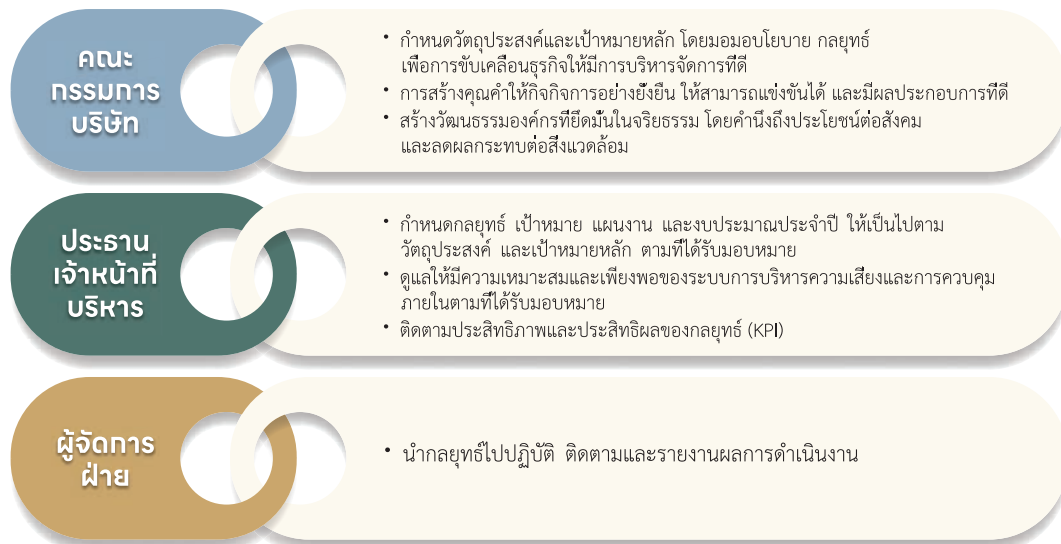 คณะ
กรรมการ
บริษัท
• กำหนดวัตถุประสงค์และเป้าหมายหลัก โดยมอมอบโยบาย กลยุทธ์
เพื่อการขับเคลื่อนธุรกิจให้มีการบริหารจัดการที่ดี
• การสร้างคุณค่าให้กิจกิจการอย่างยั่งยืน ให้สามารถแข่งขันได้ และมีผลประกอบการที่ดี
• สร้างวัฒนธรรมองค์กรที่ยึดมั่นในจริยธรรม โดยคำนึงถึงประโยชน์ต่อสังคม
และลดผลกระทบต่อสิ่งแวดล้อม
ประธาน
เจ้าหน้าที่
บริหาร
• กำหนดกลยุทธ์ เป้าหมาย แผนงาน และงบประมาณประจำปี ให้เป็นไปตาม
วัตถุประสงค์ และเป้าหมายหลัก ตามที่ได้รับมอบหมาย
• ดูแลให้มีความเหมาะสมและเพียงพอของระบบการบริหารความเสี่ยงและการควบคุม
ภายในตามที่ได้รับมอบหมาย
• ติดตามประสิทธิภาพและประสิทธิผลของกลยุทธ์ (KPI)
ผู้จัดการ
ฝ่าย
• นำกลยุทธ์ไปปฏิบัติ ติดตามและรายงานผลการดำเนินงาน